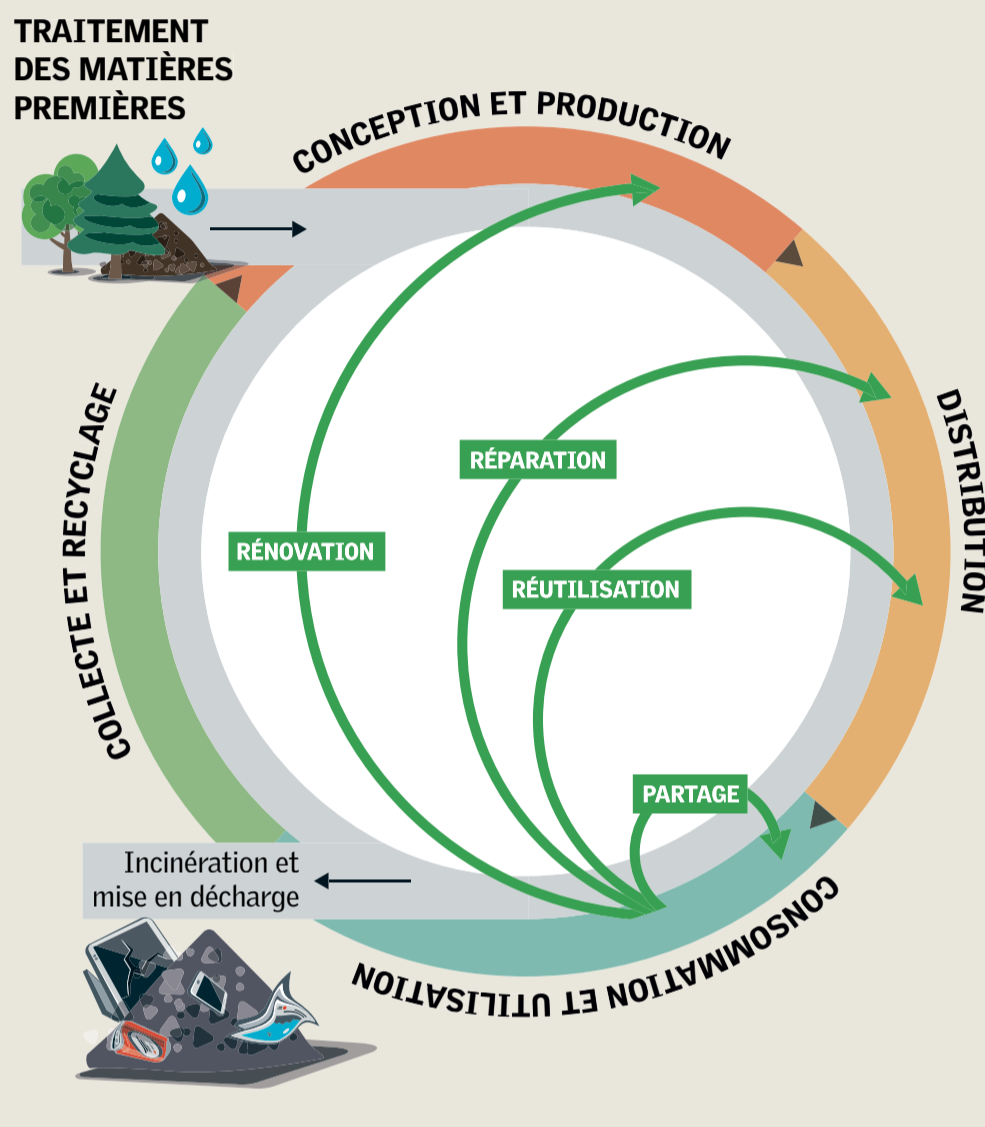 TRAITEMENT
DES MATIÈRES
PREMIÈRES
CONCEPTION ET PRODUCTION
DISTRIBUTION
RÉPARATION
RÉNOVATION
RÉUTILISATION
COLLECTE ET RECYCLAGE
PARTAGE
Incinération et
mise en décharge
CONSOMMATION ET UTILISATION